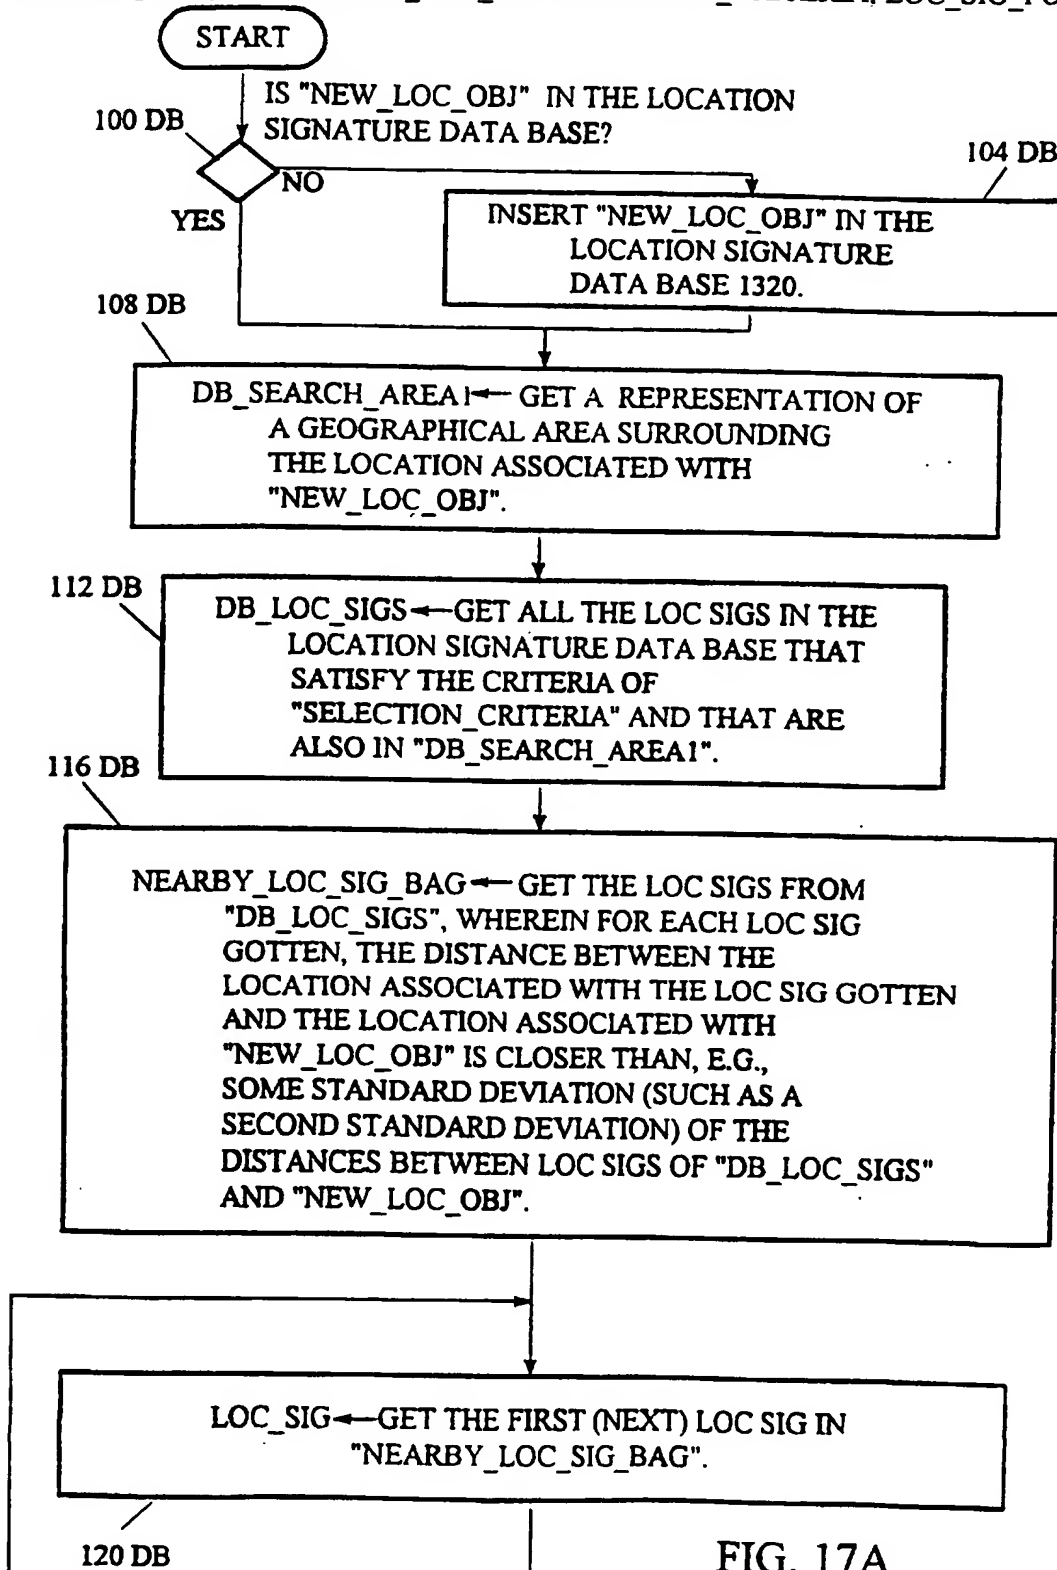 START
IS "NEW_LOC_OBJ" IN THE LOCATION
SIGNATURE DATA BASE?
100 DB
NO
YES
104 DB
INSERT "NEW_LOC_OBJ" IN THE
LOCATION SIGNATURE
DATA BASE 1320.
108 DB
DB_SEARCH_AREA1← GET A REPRESENTATION OF
A GEOGRAPHICAL AREA SURROUNDING
THE LOCATION ASSOCIATED WITH
"NEW_LOC_OBJ".
112 DB
DB_LOC_SIGS←GET ALL THE LOC SIGS IN THE
LOCATION SIGNATURE DATA BASE THAT
SATISFY THE CRITERIA OF
"SELECTION_CRITERIA" AND THAT ARE
ALSO IN "DB_SEARCH_AREA1".
116 DB
NEARBY_LOC_SIG_BAG← GET THE LOC SIGS FROM
"DB_LOC_SIGS", WHEREIN FOR EACH LOC SIG
GOTTEN, THE DISTANCE BETWEEN THE
LOCATION ASSOCIATED WITH THE LOC SIG GOTTEN
AND THE LOCATION ASSOCIATED WITH
"NEW_LOC_OBJ" IS CLOSER THAN, E.G.,
SOME STANDARD DEVIATION (SUCH AS A
SECOND STANDARD DEVIATION) OF THE
DISTANCES BETWEEN LOC SIGS OF "DB_LOC_SIGS"
AND "NEW_LOC_OBJ".
LOC_SIG←GET THE FIRST (NEXT) LOC SIG IN
"NEARBY_LOC_SIG_BAG".
120 DB
FIG. 17A